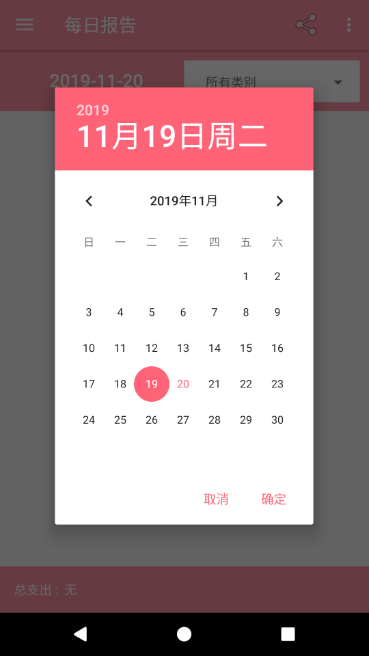 每日报告
2019-11-20
所有类别
2019
11月19日周二
2019年11月
日 一 二 三 四 五 六
1 2
3 4 5 6 7 8 9
10 11 12 13 14 15 16
17 18 19 20 21 22 23
24 25 26 27 28 29 30
取消 确定
总支出 : 无